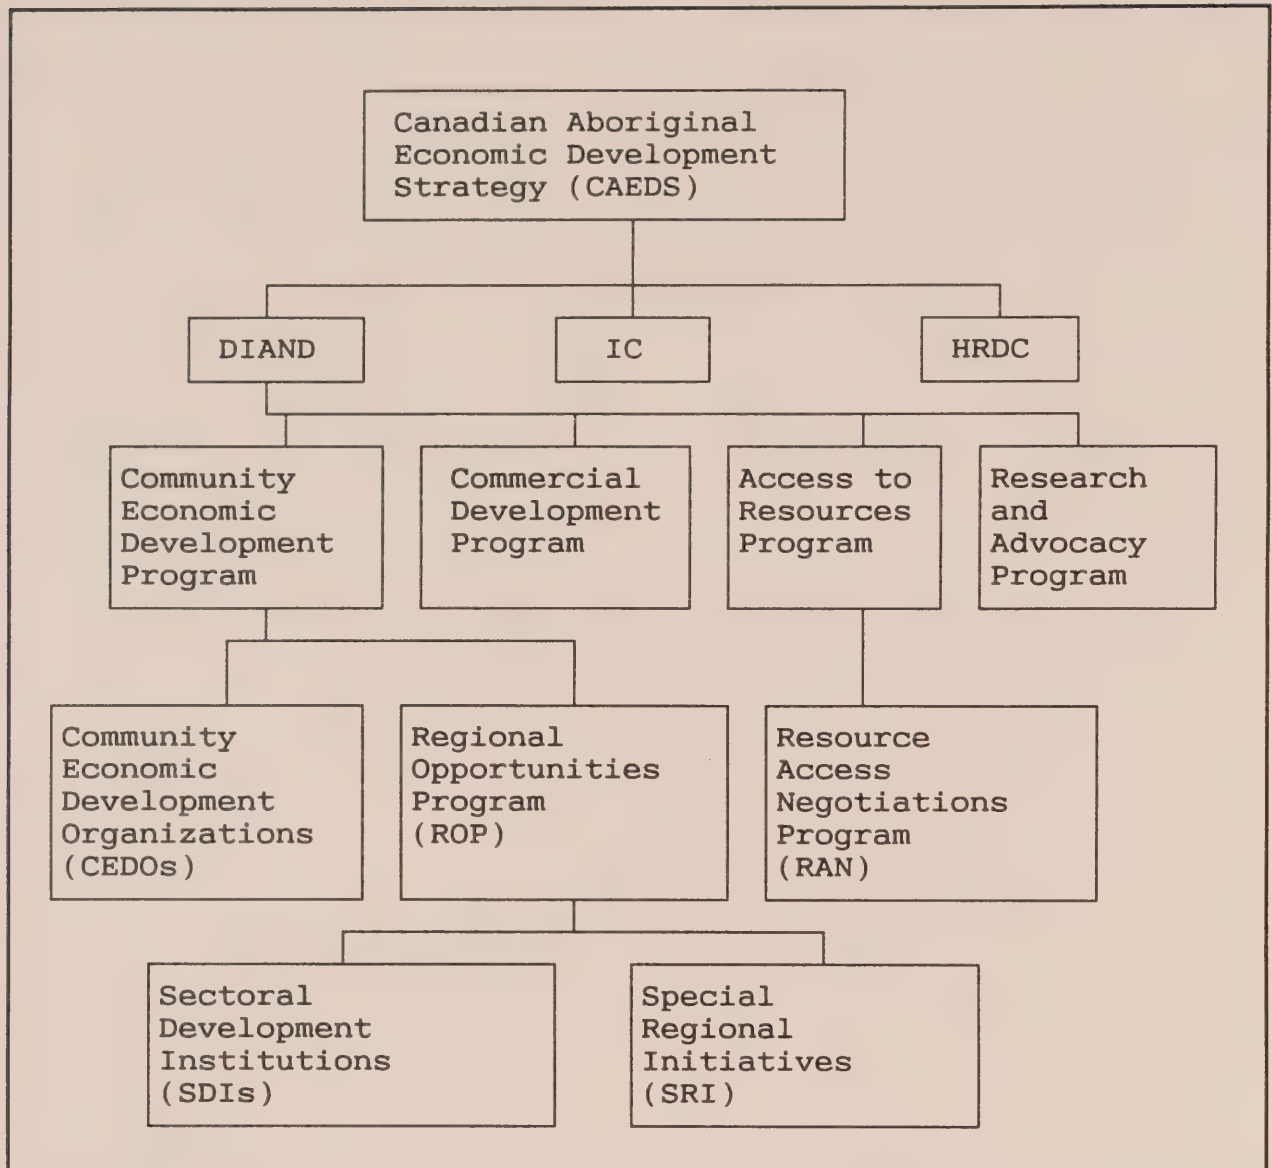 Canadian Aboriginal
Economic Development
Strategy (CAEDS)
DIAND
IC
HRDC
Community
Economic
Development
Program
Commercial
Development
Program
Access to
Resources
Program
Research
and
Advocacy
Program
Community
Economic
Development
Organizations
(CEDOs)
Regional
Opportunities
Program
(ROP)
Resource
Access
Negotiations
Program
(RAN)
Sectoral
Development
Institutions
(SDIs)
Special
Regional
Initiatives
(SRI)